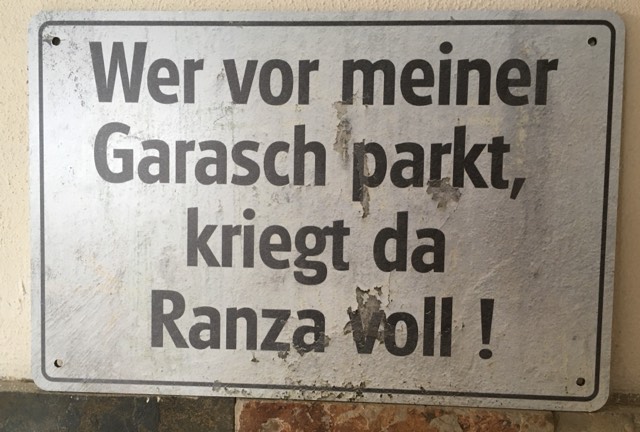 Wer vor meiner
Garasch parkt,
kriegt da
Ranza voll !